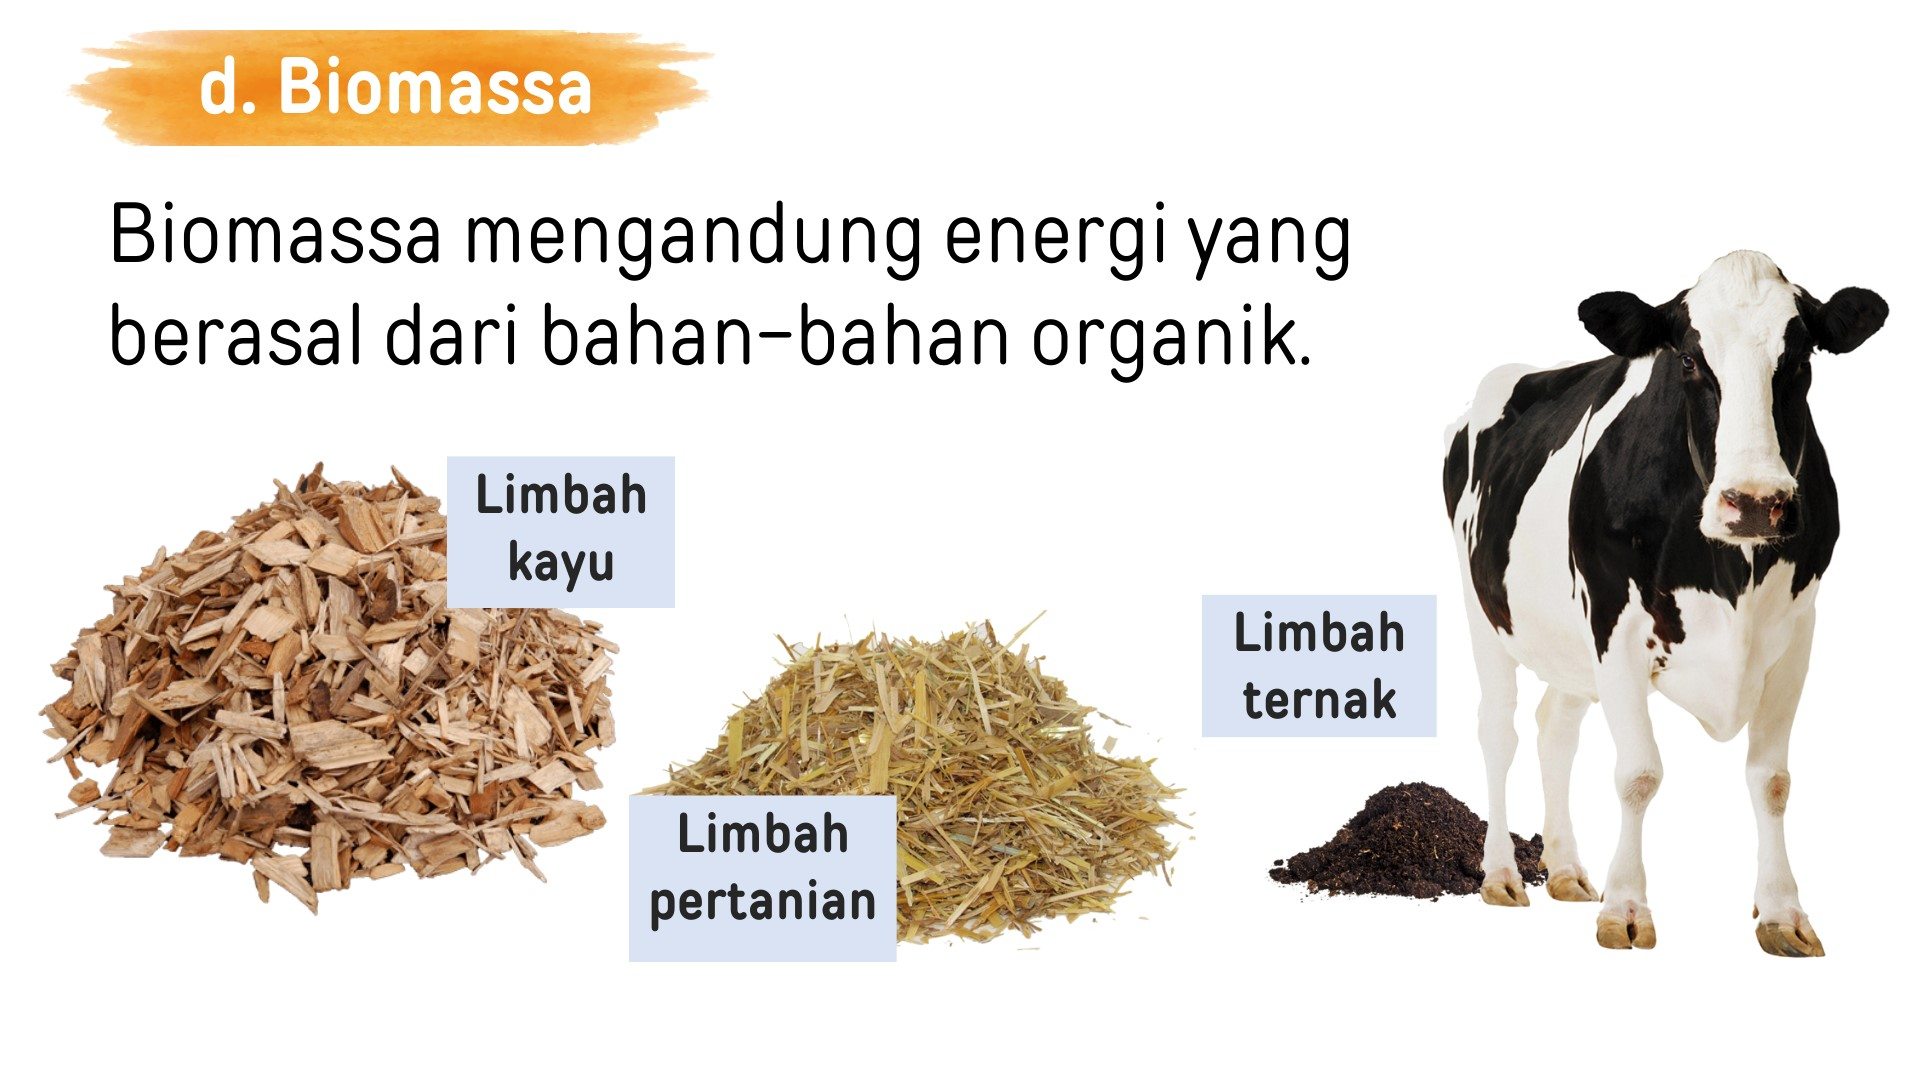 d. Biomassa
Biomassa mengandung energi yang
berasal dari bahan-bahan organik.
Limbah
kayu
Limbah
pertanian
Limbah
ternak